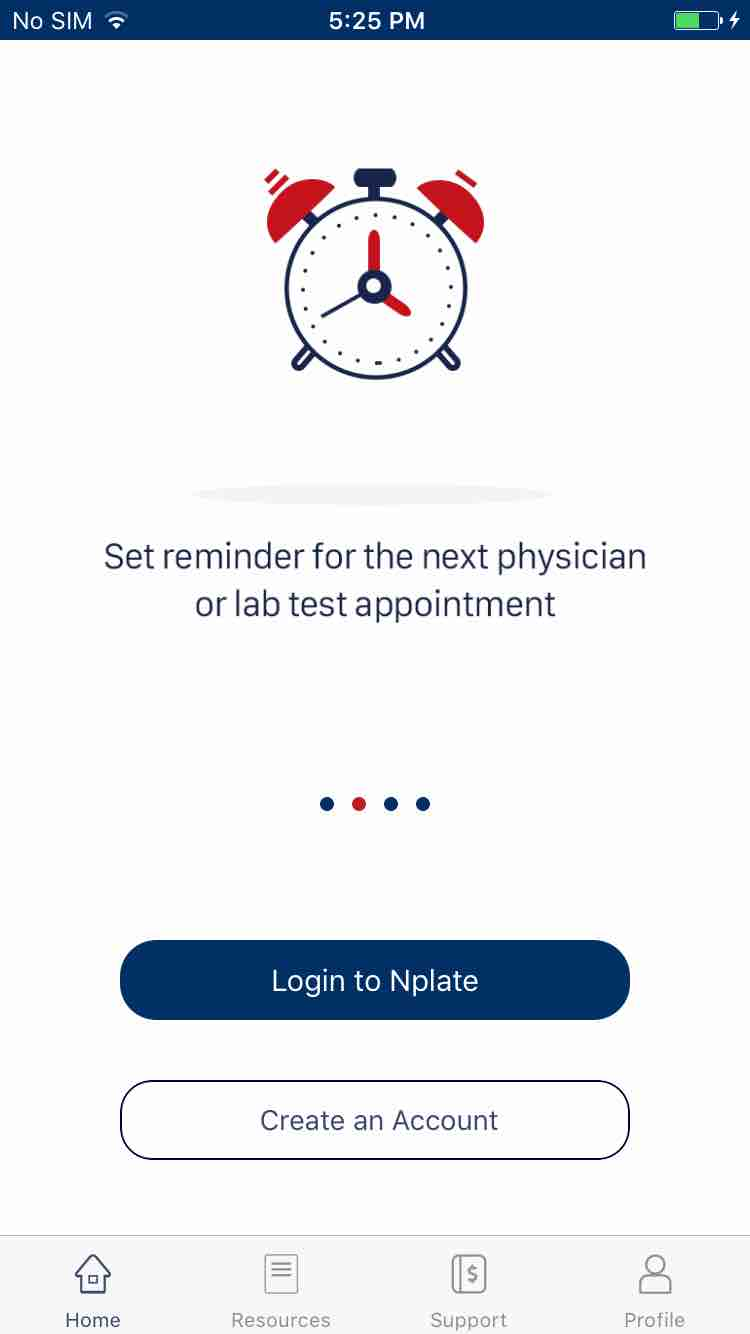 No SIM 5:25 PM
Set reminder for the next physician
or lab test appointment
Login to Nplate
Create an Account
$
Home Resources Support Profile